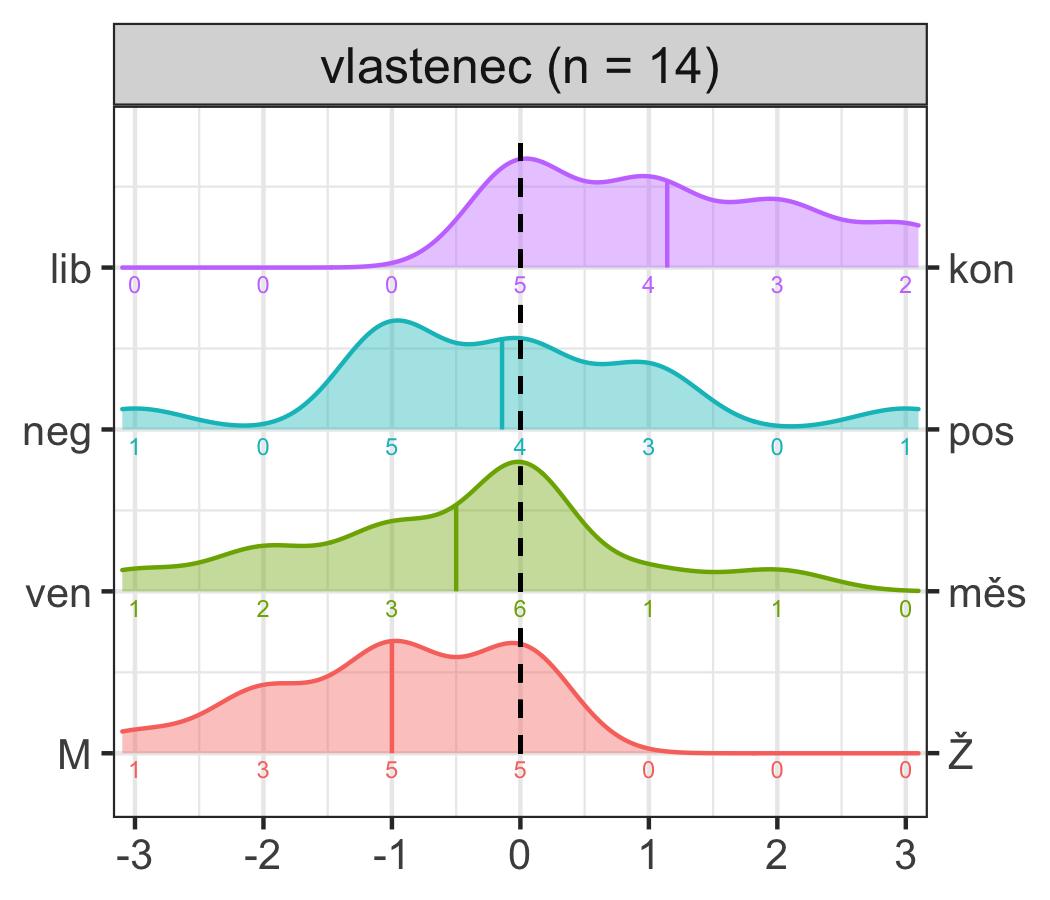 vlastenec (n = 14)
lib kon
0 0 0 5 4 3 2
neg pos
1 0 5 4 3 0 1
ven měs
1 2 3 6 1 1 0
M Ž
1 3 5 5 0 0 0
-3 -2 -1 0 1 2 3